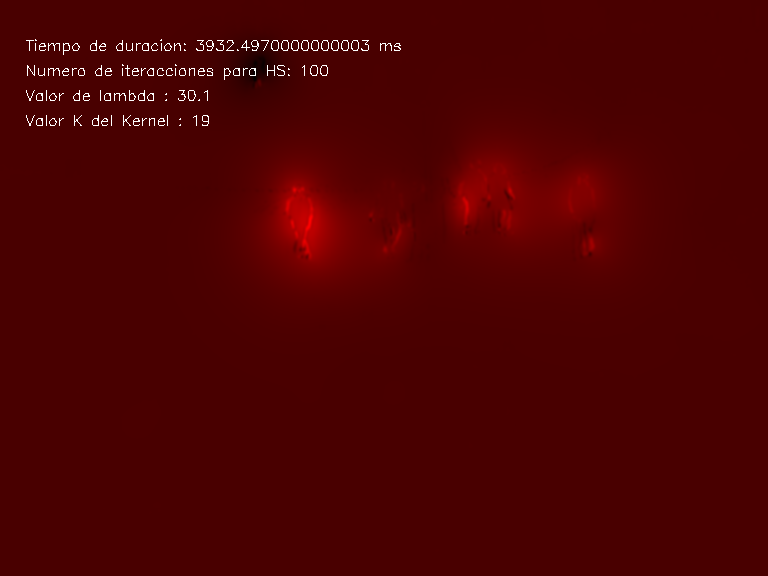 Tiempo de duracion: 3932.4970000000003 ms
Numero de iteracciones para HS: 100
Valor de lambda : 30.1
Valor K del Kernel : 19